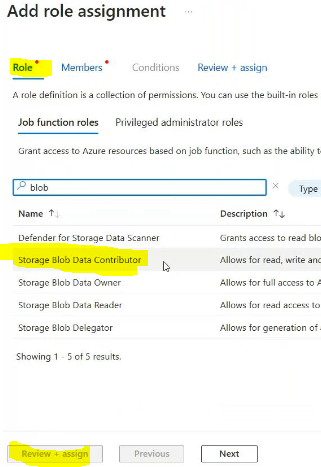 Add role assignment ...
Role Members Conditions Review + assign
A role definition is a collection of permissions. You can use the built-in roles
Job function roles Privileged administrator roles
Grant access to Azure resources based on job function, such as the ability to
blob Type
Name ↑↓ Description ↑↓
Defender for Storage Data Scanner Grants access to read blo
Storage Blob Data Contributor Allows for read, write and
Storage Blob Data Owner Allows for full access to A
Storage Blob Data Reader Allows for read access to
Storage Blob Delegator Allows for generation of
Showing 1 - 5 of 5 results.
Review + assign Previous Next